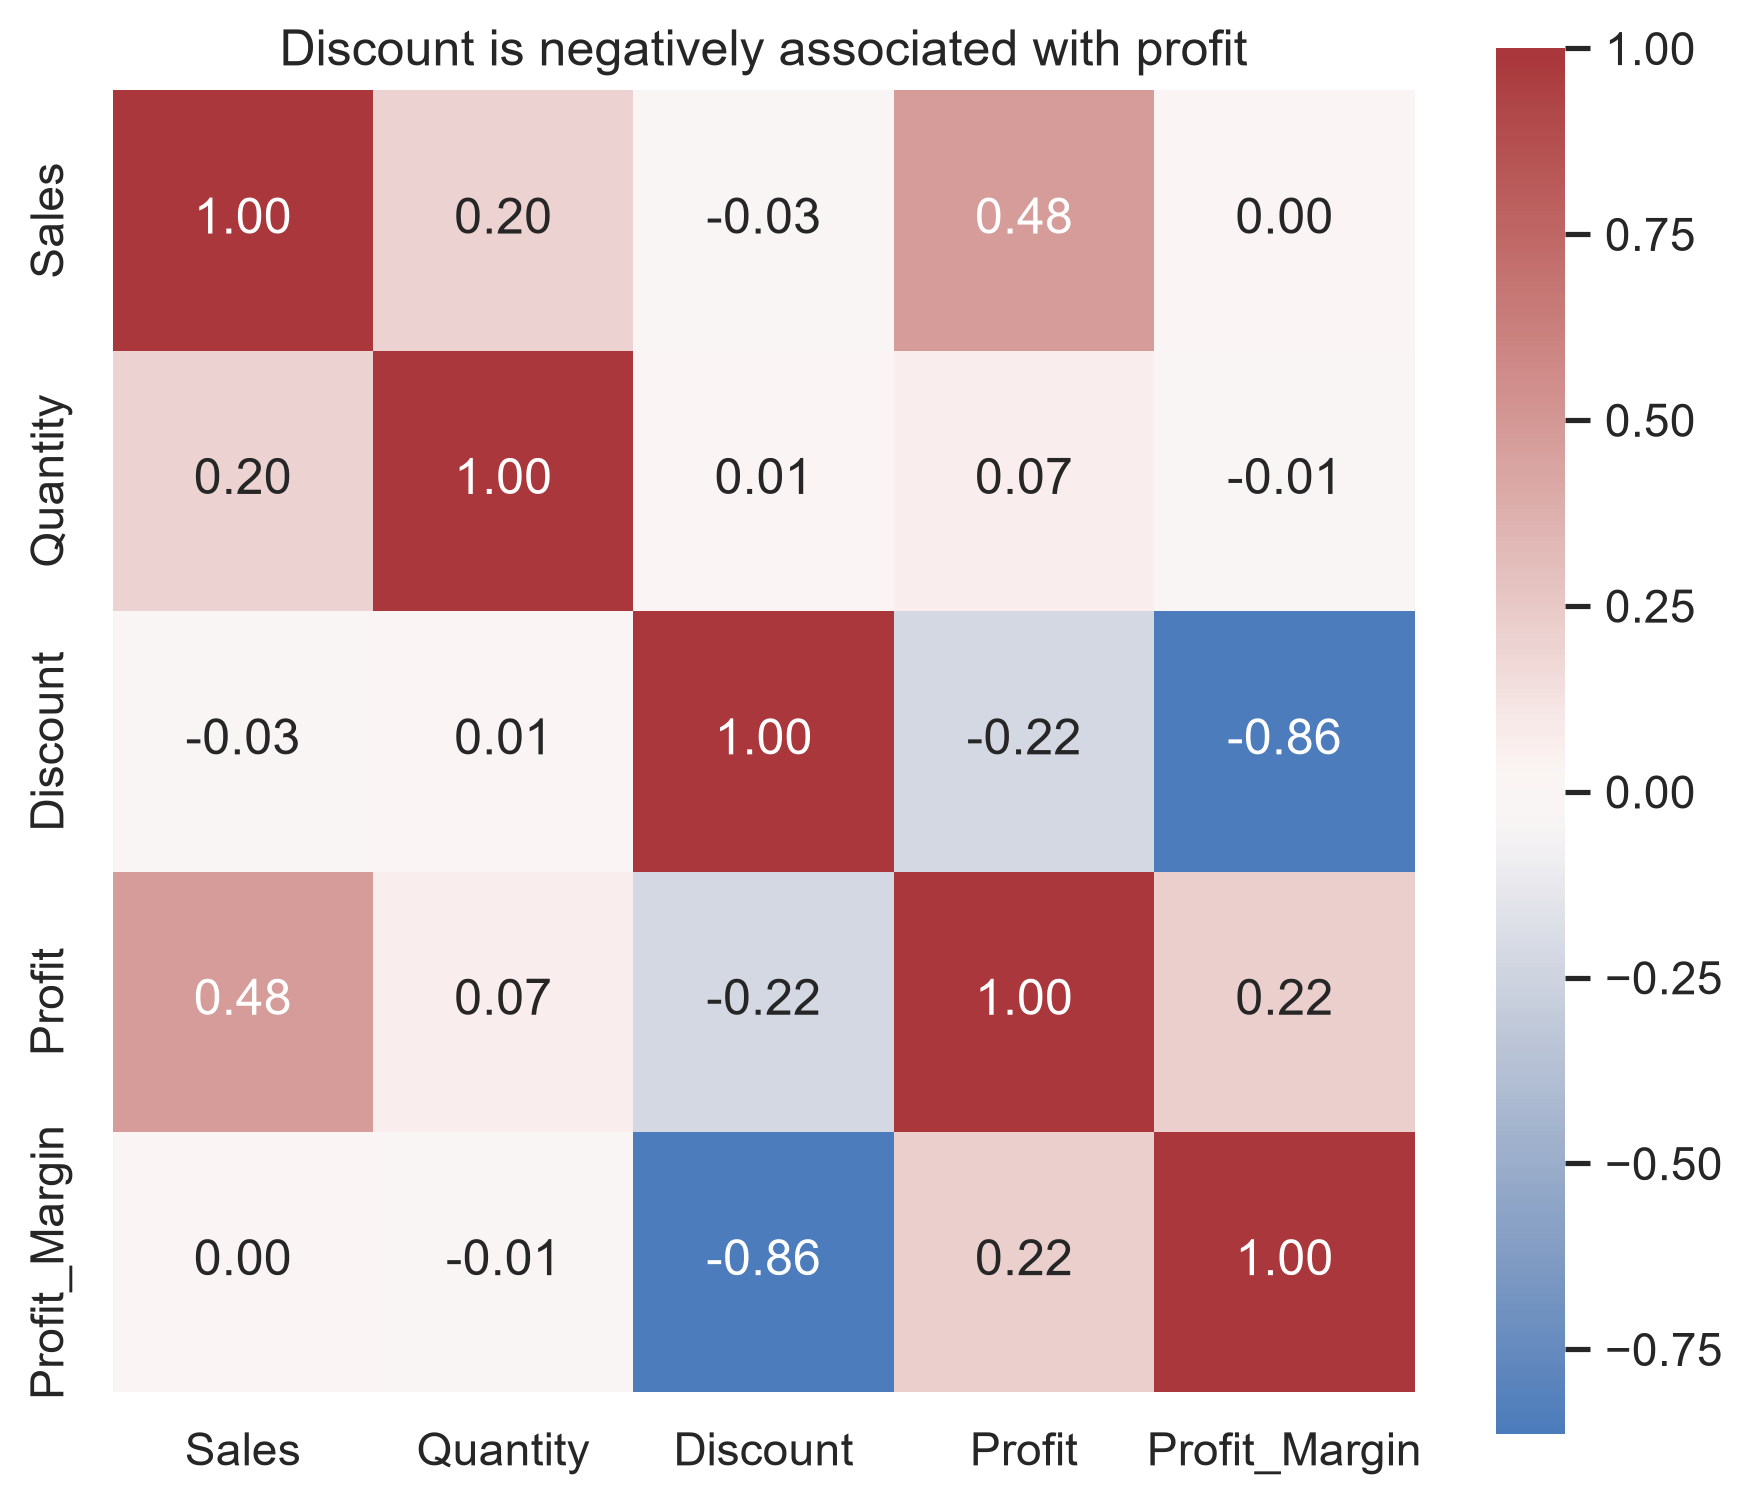 Discount is negatively associated with profit
Sales
1.00 0.20 -0.03 0.48 0.00
Quantity
0.20 1.00 0.01 0.07 -0.01
Discount
-0.03 0.01 1.00 -0.22 -0.86
Profit
0.48 0.07 -0.22 1.00 0.22
Profit_Margin
0.00 -0.01 -0.86 0.22 1.00
Sales Quantity Discount Profit Profit_Margin
1.00
0.75
0.50
0.25
0.00
−0.25
−0.50
−0.75